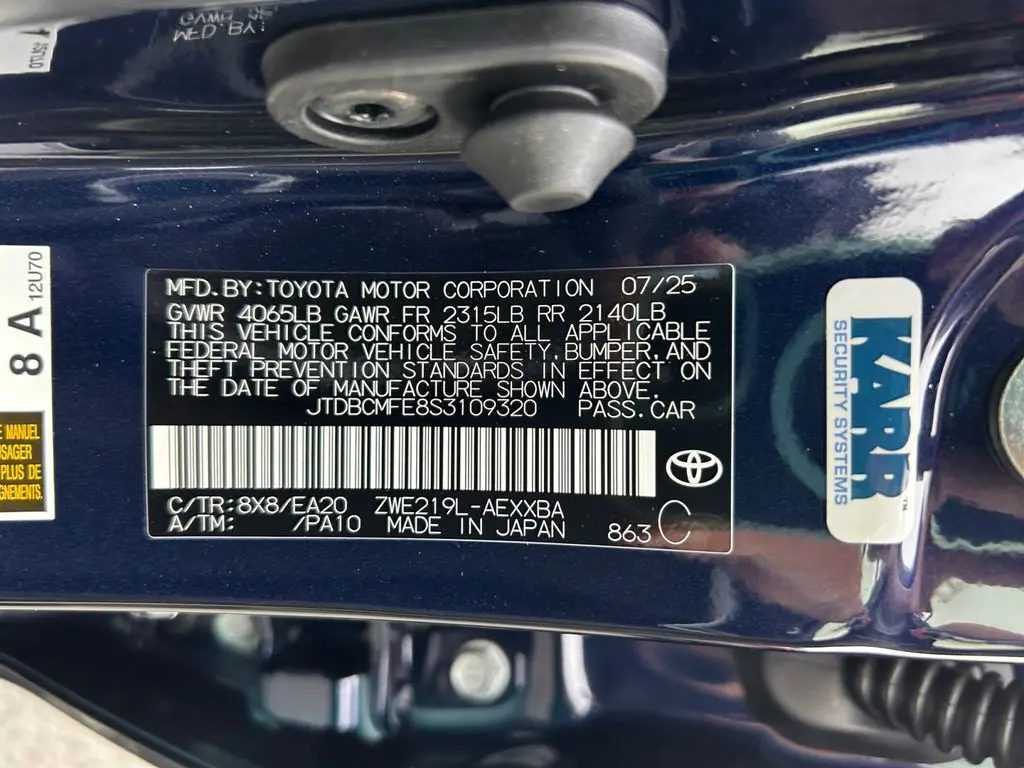 MFD. BY:
8 A
12U70
E MANUEL
USAGER
PLUS DE
GNEMENTS.
MFD. BY: TOYOTA MOTOR CORPORATION 07/25
GVWR 4065LB GAWR FR 2315LB RR 2140LB
THIS VEHICLE CONFORMS TO ALL APPLICABLE
FEDERAL MOTOR VEHICLE SAFETY, BUMPER, AND
THEFT PREVENTION STANDARDS IN EFFECT ON
THE DATE OF MANUFACTURE SHOWN ABOVE.
JTDBCMFE8S3109320 PASS. CAR
C/TR: 8X8/EA20 ZWE219L-AEXXBA
A/TM: /PA10 MADE IN JAPAN 863 C
KARR
SECURITY SYSTEMS
TM